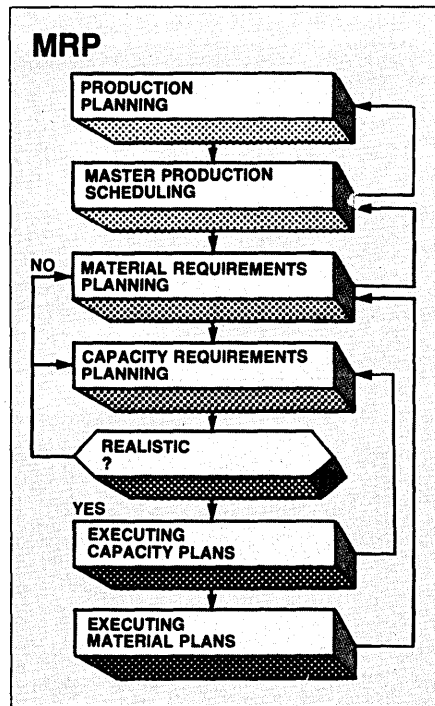 MRP
PRODUCTION
PLANNING
MASTER PRODUCTION
SCHEDULING
NO
MATERIAL REQUIREMENTS
PLANNING
CAPACITY REQUIREMENTS
PLANNING
REALISTIC
?
YES
EXECUTING
CAPACITY PLANS
EXECUTING
MATERIAL PLANS